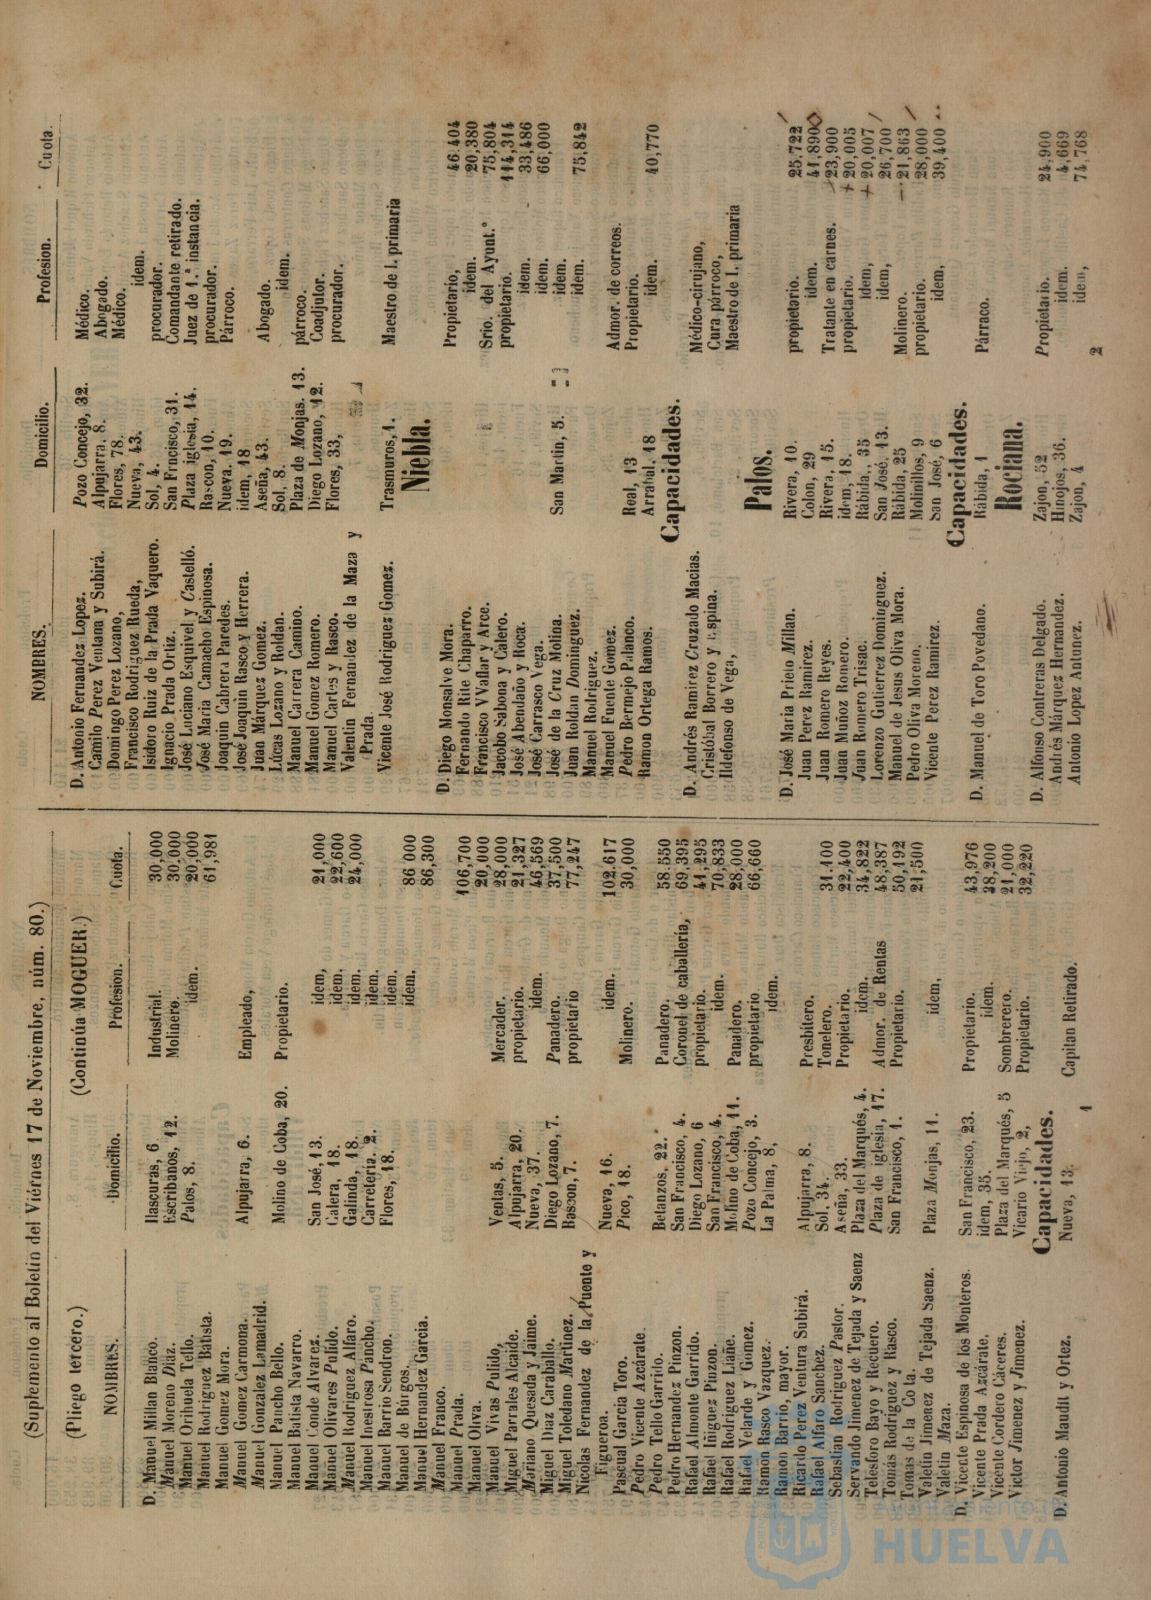 (Suplemento al Boletin del Viérnes 17 de Noviembre, núm. 80.)
(Pliego tercero.) (Continúa MOGUER.)
NOMBRES. Domicilio. Profesion. Cuota.
D. Manuel Millan Blanco. Ilascuras, 6 Industrial. 30,000
Manuel Moreno Díaz. Escribanos, 12. Molinero. 30,000
Manuel Orihuela Tello. Palos, 8. idem. 20,000
Manuel Rodriguez Batista. 61,981
Manuel Gomez Mora.
Manuel Gomez Carmona. Alpujarra, 6. Empleado,
Manuel Gonzalez Lamadrid.
Manuel Pancho Bello. Molino de Coba, 20. Propietario.
Manuel Batista Navarro.
Manuel Conde Alvarez. San José, 13. idem, 21,000
Manuel Olivares Pulido. Calera, 18. idem. 22,600
Manuel Rodriguez Alfaro. Galinda, 18. idem. 24,000
Manuel Inestrosa Pancho. Carreleria. 2. idem.
Manuel Barrio Sendron. Flores, 18. idem.
Manuel de Búrgos. idem. 86 000
Manuel Hernandez Garcia. 86,300
Manuel Franco.
Manuel Prada. 106,700
Manuel Oliva. 20,000
Manuel Vivas Pulido, Ventas, 5. Mercader. 28,000
Miguel Parrales Alcaide. Alpujarra, 20. propietario. 21,327
Mariano Quesada y Jaime. Nueva, 37. idem. 46,569
Miguel Diaz Caraballo. Diego Lozano, 7. Panadero. 37,500
Miguel Toledano Martinez. Basson, 7. propietario 77,247
Nicolas Fernandez de la Puente y
Figueroa. Nueva, 16. idem. 102,617
Pascual Garcia Toro. Pico, 18. Molinero. 30,000
Pedro Vicente Azcárate.
Pedro Tello Garrido. Betanzos, 22. Panadero. 58.550
Pedro Hernandez Pinzon. San Francisco, 4. Coronel de caballería, 69,395
Rafael Almonte Garrido. Diego Lozano, 6 propietario. 41,295
Rafael Iñiguez Pinzon. San Francisco, 4. idem. 70,833
Rafael Rodriguez Liañe. Molino de Coba, 11. Panadero. 28,000
Rafael Velarde y Gomez. Pozo Concejo, 3. propietario 66,660
Ramon Rasco Vazquez. La Palma, 8, idem.
Ramon Barrio, mayor.
Ricardo Perez Ventura Subirá. Alpujarra, 8. Presbítero.
Rafael Alfaro Sanchez. Sol. 34. Tonelero. 31.100
Sebastian Rodriguez Pastor. Aseña, 33. Propietario. 22,400
Servando Jimenez de Tejada y Saenz Plaza del Marqués, 4. idem. 34,822
Telésforo Bayo y Recuero. Plaza de iglesia, 17. Admor. de Rentas 48,387
Tomás Rodriguez y Rasco. San Francisco, 1. Propietario. 50,192
Tomas de la Co ta. 21,500
Valetin Jimenez de Tejada Saenz. Plaza Monjas, 11. idem,
Valetin Maza.
D. Vicente Espinosa de los Monteros. San Francisco, 23. Propietario. 43,976
Vicente Prada Azcárate. idem, 35. idem. 38,200
Vicente Cordero Cáceres. Plaza del Marqués, 5 Sombrerero. 21,000
Victor Jimenez y Jimenez. Vicario Viejo, 2, Propietario. 32,220
Capacidades.
D. Antonio Maudit y Ortez. Nueva, 13. Capitan Retirado.
1
NOMBRES. Domicilio. Profesion. Cuota.
D. Antonio Fernandez Lopez. Pozo Concejo, 32. Médico.
Camilo Perez Ventana y Subirá. Alpujarra, 8. Abogado.
Domingo Perez Lozano, Flores, 78. Médico.
Francisco Rodriguez Rueda, Nueva, 43. idem.
Isidoro Ruiz de la Prada Vaquero. Sol, 4. procurador.
Ignacio Prada Ortiz. San Frncisco, 31. Comandante retirado.
José Luciano Esquivel y Castelló. Plaza iglesia, 14. Juez de 1.ª instancia.
José Maria Camacho Espinosa. Ra-con, 10. procurador.
Joaquin Cabrera Paredes. Nueva. 19. Párroco.
José Joaquin Rasco y Herrera. idem, 18
Juan Márquez Gomez. Aseña, 43. Abogado.
Lúcas Lozano y Roldan. Sol, 8. idem.
Manuel Carrera Camino. Plaza de Monjas. 13. párroco.
Manuel Gomez Romero. Diego Lozano, 12. Coadjutor.
Manuel Cartes y Rasco. Flores, 33, procurador.
Valentin Fernandez de la Maza y
Prada.
Vicente José Rodriguez Gomez. Trasmuros, 1. Maestro de I. primaria
Niebla.
D. Diego Monsalve Mora. Propietario, 46.404
Fernando Rite Chaparro. idem. 20,380
Francisco Vallar y Arce. Srio. del Ayunt.º 75,804
Jacobo Sabona y Calero. propietario. 114,314
José Abendaño y Roca. idem. 33,486
José Carrasco Vega. idem. 66,000
José de la Cruz Molina. San Martin, 5. idem.
Juan Roldan Dominguez. idem. 75,842
Manuel Rodriguez.
Manuel Fuente Gomez. Admor. de correos.
Pedro Bermejo Palanco. Real, 13 Propietario.
Ramon Ortega Ramos. Arrabal, 18 idem. 40,770
Capacidades.
D. Andrés Ramirez Cruzado Macias. Médico-cirujano,
Cristóbal Borrero y Espina. Cura párroco,
Ildefonso de Vega, Maestro de I. primaria
Palos.
D. José Maria Prieto Millan. Rivera, 10. propietario. 25.722
Juan Perez Ramirez. Colon, 29 idem. 41,890
Juan Romero Reyes. Rivera, 15. Tratante en carnes. 23,900
Juan Muñoz Romero. idem, 18. propietario. 20,005
Juan Romero Trisac. Rábida,, 35 idem, 20,007
Lorenzo Gutierrez Dominguez. San José, 13. idem, 26,700
Manuel de Jesus Oliva Mora. Rábida, 25 Molinero. 21,863
Pedro Oliva Moreno. Molinillos, 9 propietario. 28,000
Vicente Perez Ramirez. San José, 6 idem, 39,400
Capacidades.
D. Manuel de Toro Povedano. Rábida, 1 Párraco.
Rociana.
D. Alfonso Contreras Delgado. Zajon, 52 Propietario. 24,900
Andrés Márquez Hernandez. Hinojos, 36. idem. 4,669
Antonio Lopez Antunez. Zajon, 4 idem, 74,768
2
Ayuntamiento de
HUELVA